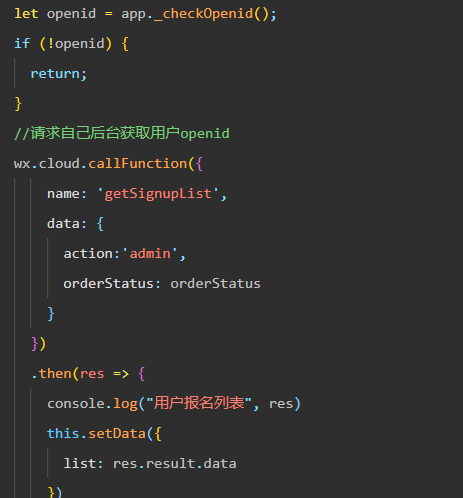 let openid = app._checkOpenid();
if (!openid) {
return;
}
//请求自己后台获取用户openid
wx.cloud.callFunction({
name: 'getSignupList',
data: {
action:'admin',
orderStatus: orderStatus
}
})
.then(res => {
console.log("用户报名列表", res)
this.setData({
list: res.result.data
})